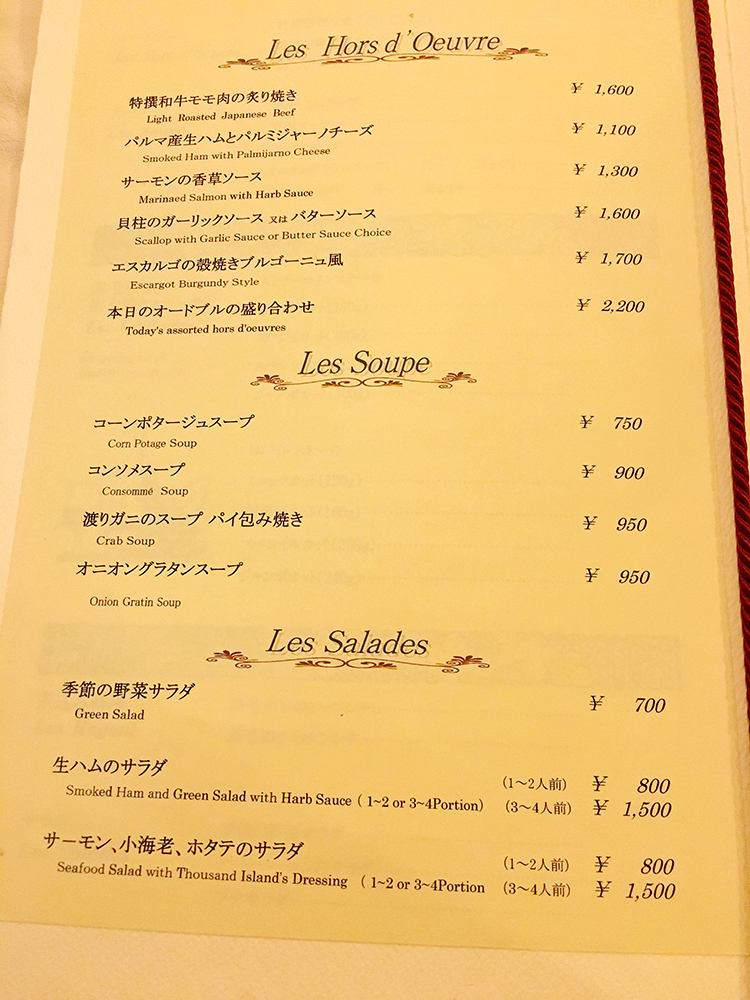 Les Hors d'Oeuvre
特撰和牛モモ肉の炙り焼き ¥ 1,600
Light Roasted Japanese Beef
パルマ産生ハムとパルミジャーノチーズ ¥ 1,100
Smoked Ham with Palmijarno Cheese
サーモンの香草ソース ¥ 1,300
Marinaed Salmon with Harb Sauce
貝柱のガーリックソース 又は バターソース ¥ 1,600
Scallop with Garlic Sauce or Butter Sauce Choice
エスカルゴの殻焼きブルゴーニュ風 ¥ 1,700
Escargot Burgundy Style
本日のオードブルの盛り合わせ ¥ 2,200
Today's assorted hors d'oeuvres
Les Soupe
コーンポタージュスープ ¥ 750
Corn Potage Soup
コンソメスープ ¥ 900
Consommé Soup
渡りガニのスープ パイ包み焼き ¥ 950
Crab Soup
オニオングラタンスープ ¥ 950
Onion Gratin Soup
Les Salades
季節の野菜サラダ ¥ 700
Green Salad
生ハムのサラダ (1~2人前) ¥ 800
Smoked Ham and Green Salad with Harb Sauce ( 1~2 or 3~4Portion) (3~4人前) ¥ 1,500
サーモン、小海老、ホタテのサラダ (1~2人前) ¥ 800
Seafood Salad with Thousand Island's Dressing ( 1~2 or 3~4Portion (3~4人前) ¥ 1,500